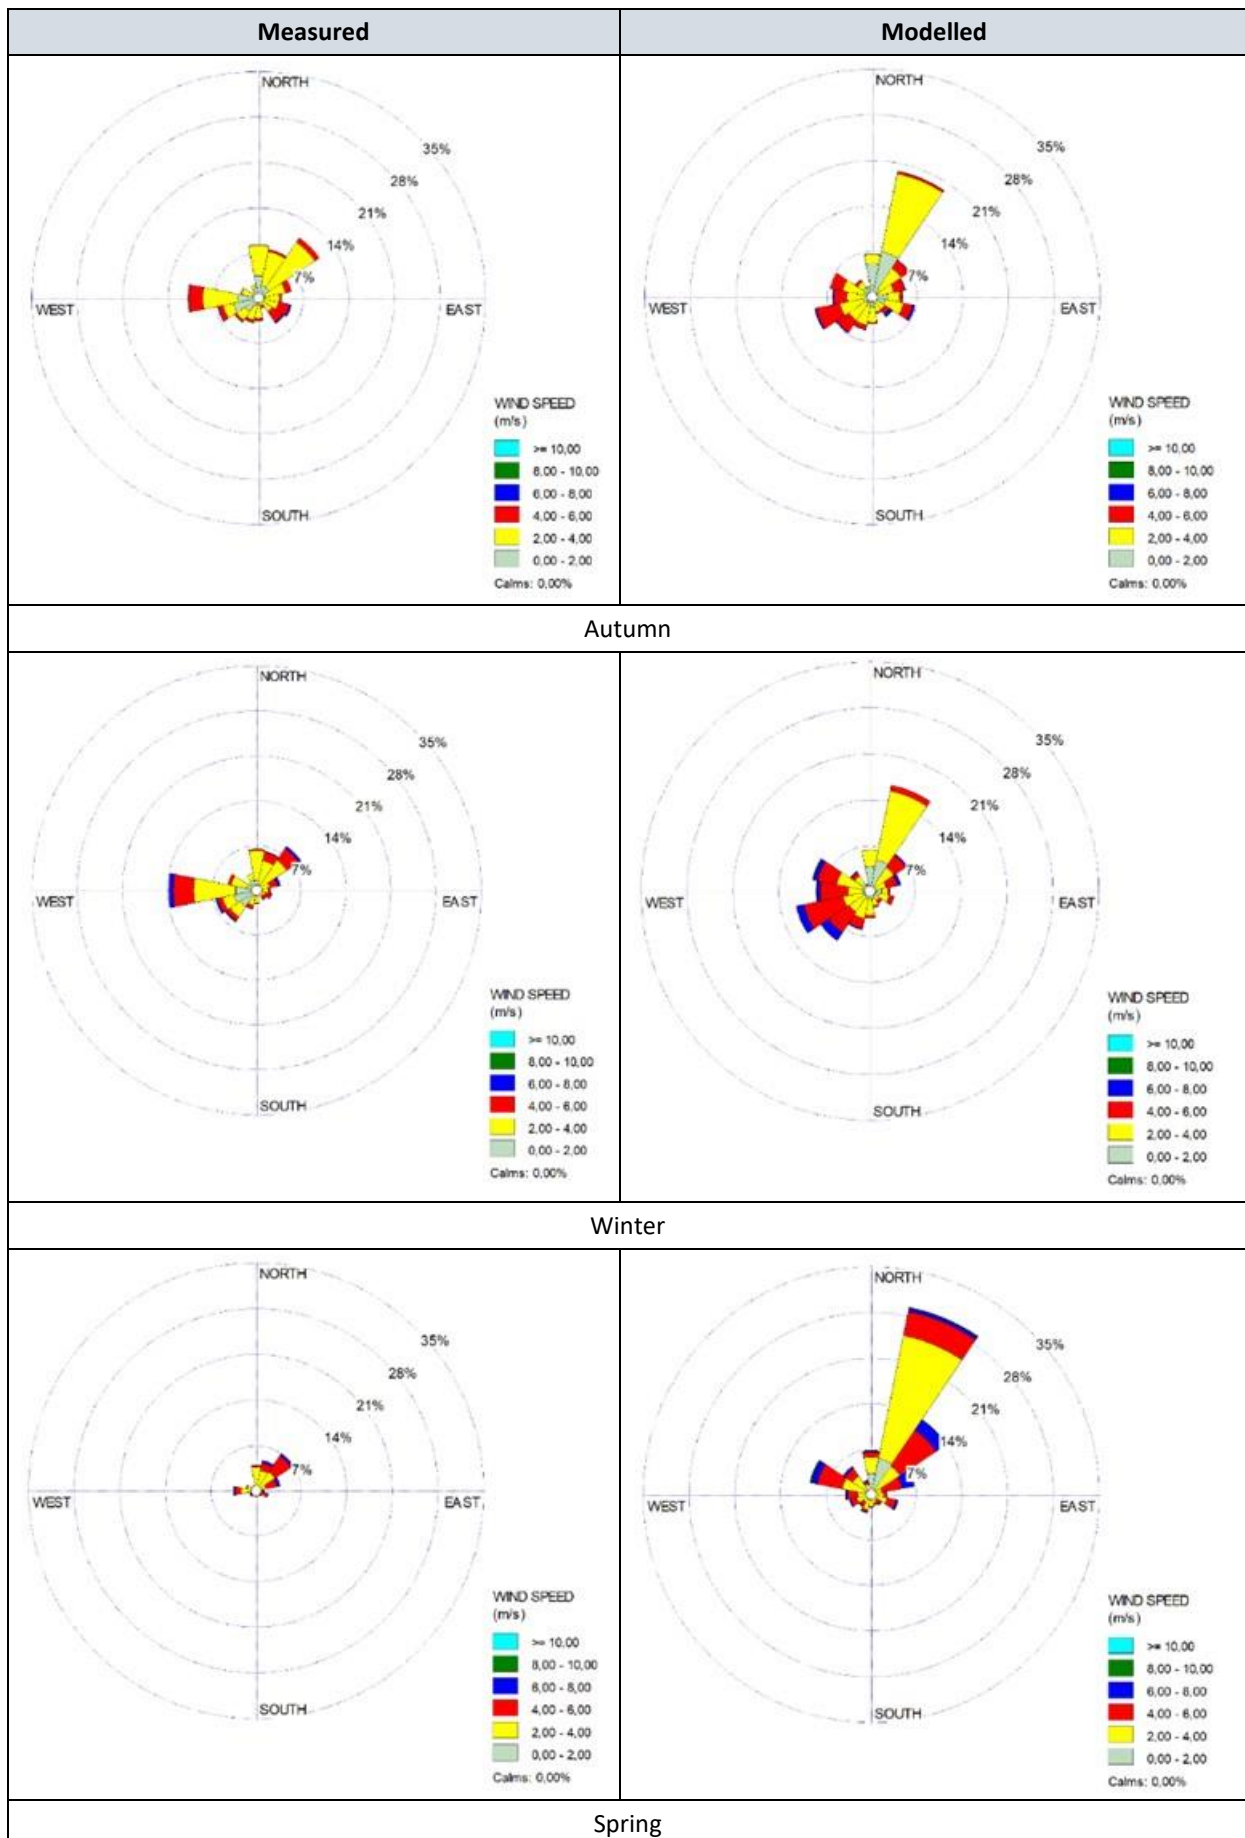 Measured
Modelled
NORTH
35%
28%
21%
14%
7%
WEST
EAST
WIND SPEED
(m/s)
>= 10,00
8,00 - 10,00
6,00 - 8,00
4,00 - 6,00
2,00 - 4,00
0,00 - 2,00
Calms: 0,00%
SOUTH
NORTH
35%
28%
21%
14%
7%
WEST
EAST
WIND SPEED
(m/s)
>= 10,00
8,00 - 10,00
6,00 - 8,00
4,00 - 6,00
2,00 - 4,00
0,00 - 2,00
Calms: 0,00%
SOUTH
Autumn
NORTH
35%
28%
21%
14%
7%
WEST
EAST
WIND SPEED
(m/s)
>= 10,00
8,00 - 10,00
6,00 - 8,00
4,00 - 6,00
2,00 - 4,00
0,00 - 2,00
Calms: 0,00%
SOUTH
NORTH
35%
28%
21%
14%
7%
WEST
EAST
WIND SPEED
(m/s)
>= 10,00
8,00 - 10,00
6,00 - 8,00
4,00 - 6,00
2,00 - 4,00
0,00 - 2,00
Calms: 0,00%
SOUTH
Winter
NORTH
35%
28%
21%
14%
7%
WEST
EAST
WIND SPEED
(m/s)
>= 10,00
8,00 - 10,00
6,00 - 8,00
4,00 - 6,00
2,00 - 4,00
0,00 - 2,00
Calms: 0,00%
SOUTH
NORTH
35%
28%
21%
14%
7%
WEST
EAST
WIND SPEED
(m/s)
>= 10,00
8,00 - 10,00
6,00 - 8,00
4,00 - 6,00
2,00 - 4,00
0,00 - 2,00
Calms: 0,00%
SOUTH
Spring